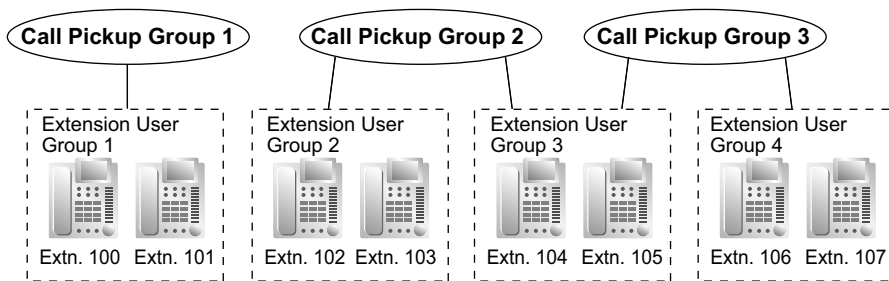 Call Pickup Group 1
Call Pickup Group 2
Call Pickup Group 3
Extension User
Group 1
Extension User
Group 2
Extension User
Group 3
Extension User
Group 4
Extn. 100
Extn. 101
Extn. 102
Extn. 103
Extn. 104
Extn. 105
Extn. 106
Extn. 107